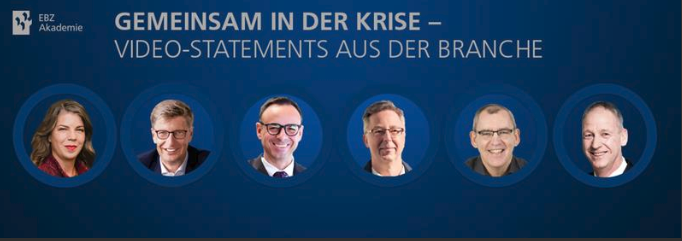 EBZ
Akademie
GEMEINSAM IN DER KRISE –
VIDEO-STATEMENTS AUS DER BRANCHE